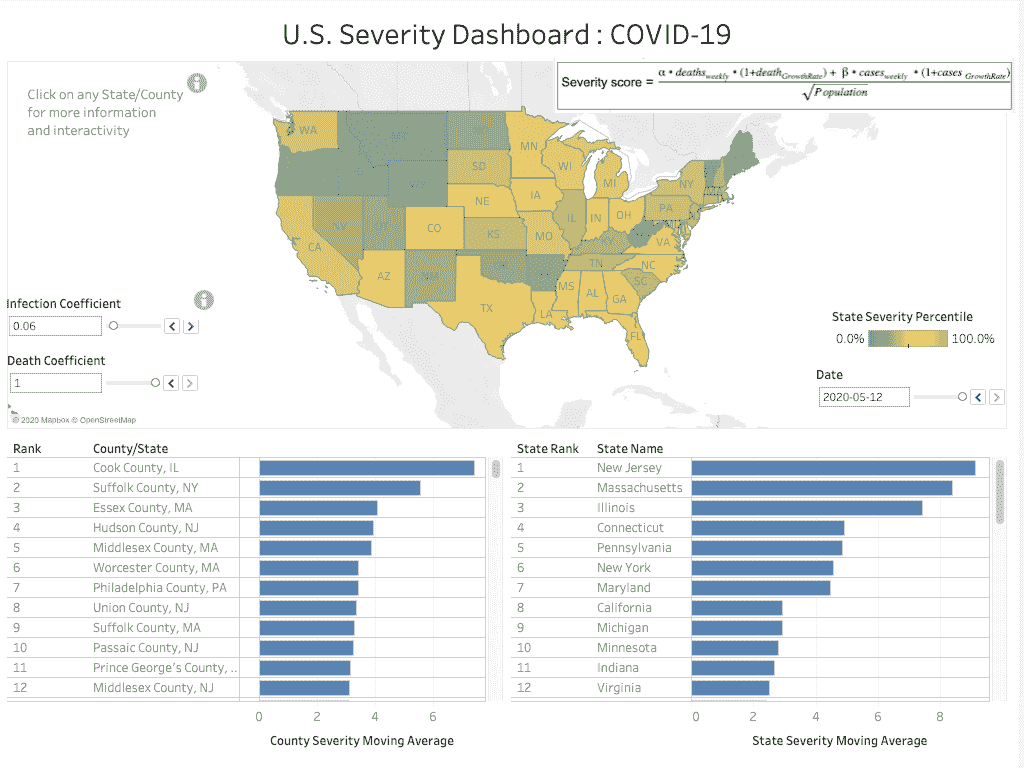 U.S. Severity Dashboard : COVID-19
Click on any State/County
for more information
and interactivity
Severity score = α • deaths weekly • (1+death GrowthRate) + β • cases weekly • (1+cases GrowthRate)
√Population
WA
MN
SD
WI
MI
NY
NE
IA
PA
NV
IL
IN
OH
CO
KS
MO
KY
VA
CA
TN
NC
AZ
NM
MS
AL
GA
SC
TX
LA
FL
Infection Coefficient
0.06
Death Coefficient
1
© 2020 Mapbox © OpenStreetMap
State Severity Percentile
0.0% 100.0%
Date
2020-05-12
Rank County/State
1 Cook County, IL
2 Suffolk County, NY
3 Essex County, MA
4 Hudson County, NJ
5 Middlesex County, MA
6 Worcester County, MA
7 Philadelphia County, PA
8 Union County, NJ
9 Suffolk County, MA
10 Passaic County, NJ
11 Prince George's County, ..
12 Middlesex County, NJ
0 2 4 6
County Severity Moving Average
State Rank State Name
1 New Jersey
2 Massachusetts
3 Illinois
4 Connecticut
5 Pennsylvania
6 New York
7 Maryland
8 California
9 Michigan
10 Minnesota
11 Indiana
12 Virginia
0 2 4 6 8
State Severity Moving Average